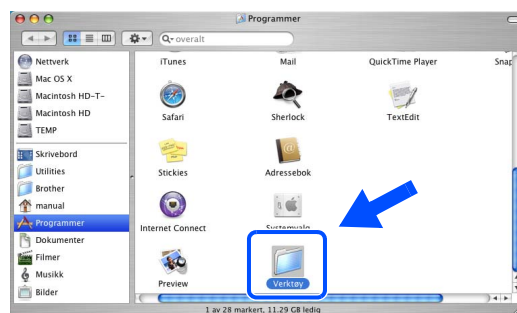 Programmer
overalt
Nettverk
Mac OS X
Macintosh HD-T-
Macintosh HD
TEMP
Skrivebord
Utilities
Brother
manual
Programmer
Dokumenter
Filmer
Musikk
Bilder
iTunes
Mail
QuickTime Player
Snap
Safari
Sherlock
TextEdit
Stickies
Adressebok
Internet Connect
Systemvalg
Preview
Verktøy
1 av 28 markert, 11.29 GB ledig